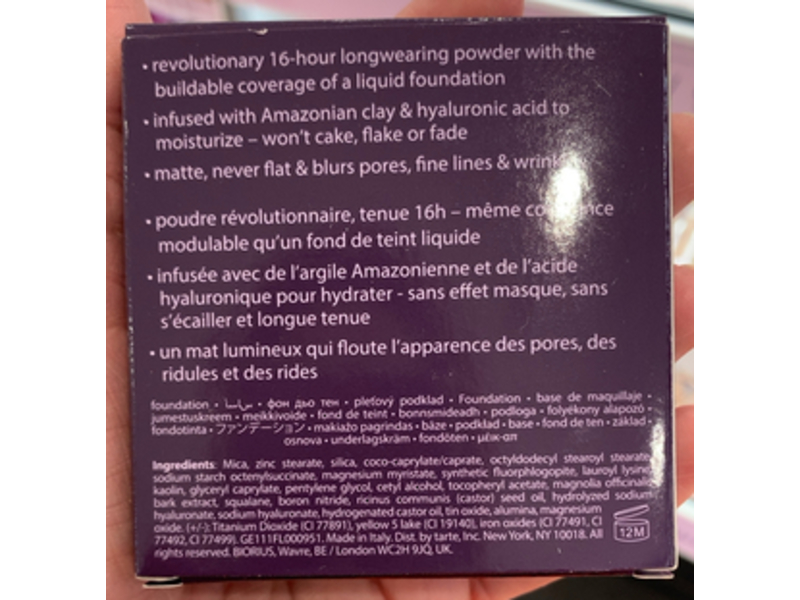 • revolutionary 16-hour longwearing powder with the
buildable coverage of a liquid foundation
• infused with Amazonian clay & hyaluronic acid to
moisturize – won't cake, flake or fade
• matte, never flat & blurs pores, fine lines &
• poudre révolutionnaire, tenue 16h – même
modulable qu'un fond de teint liquide
• infusée avec de l'argile Amazonienne et de l'acide
hyaluronique pour hydrater - sans effet masque, sans
s'écailler et longue tenue
• un mat lumineux qui floute l'apparence des pores, des
ridules et des rides
foundation • أساس • фон дьо тен • pleťový podklad • Foundation • base de maquillaje •
jumestuskreem • meikkivoide • fond de teint • bonnsmideadh • podloga • folyékony alapozó •
fondotinta • ファンデーション • makiažo pagrindas • bāze • podkład • base • fond de ten • základ •
osnova • underlagskräm • fondöten • μέικ-απ
Ingredients: Mica, zinc stearate, silica, coco-caprylate/caprate, octyldodecyl stearoyl stearate,
sodium starch octenylsuccinate, magnesium myristate, synthetic fluorphlogopite, lauroyl lysine,
kaolin, glyceryl caprylate, pentylene glycol, cetyl alcohol, tocopheryl acetate, magnolia officinalis
bark extract, squalane, boron nitride, ricinus communis (castor) seed oil, hydrolyzed sodium
hyaluronate, sodium hyaluronate, hydrogenated castor oil, tin oxide, alumina, magnesium
oxide. (+/-): Titanium Dioxide (CI 77891), yellow 5 lake (CI 19140), iron oxides (CI 77491, CI
77492, CI 77499). GE111FL000951. Made in Italy. Dist. by tarte, Inc. New York, NY 10018. All
rights reserved. BIORIUS, Wavre, BE / London WC2H 9JQ, UK.
12M